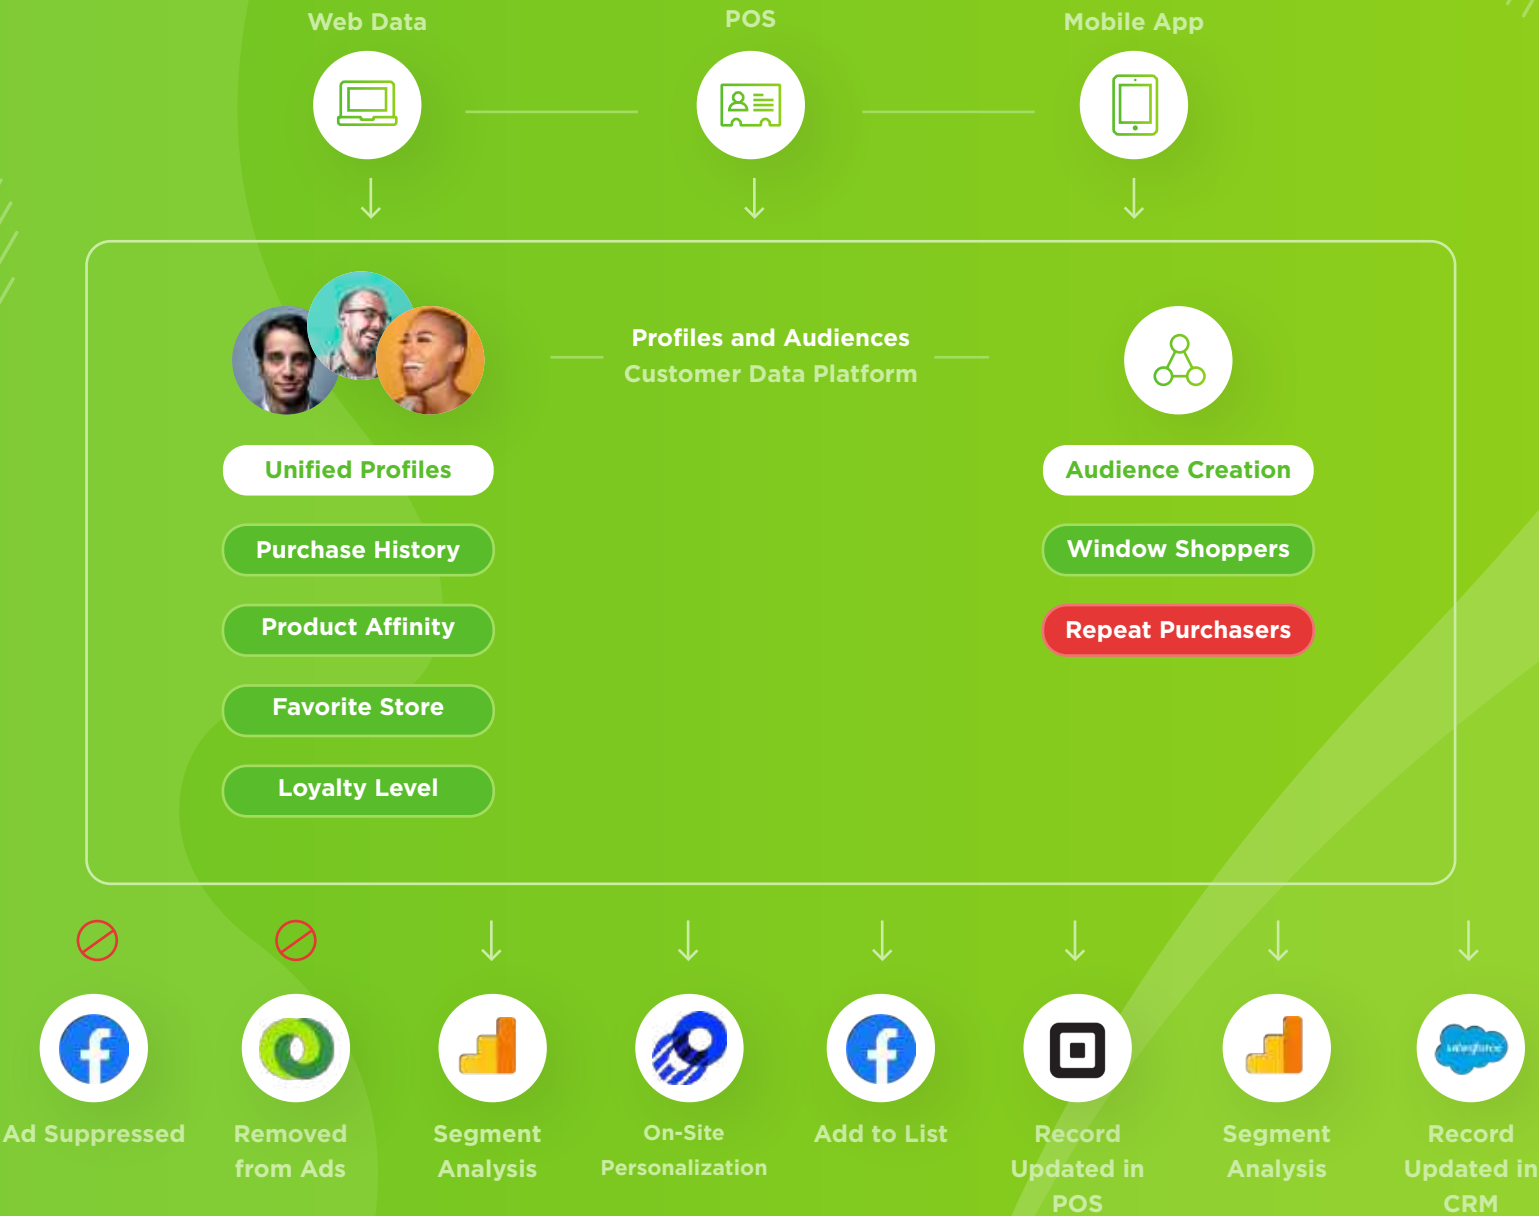 Web Data
POS
Mobile App
Profiles and Audiences
Customer Data Platform
Unified Profiles
Purchase History
Product Affinity
Favorite Store
Loyalty Level
Audience Creation
Window Shoppers
Repeat Purchasers
Ad Suppressed
Removed
from Ads
Segment
Analysis
On-Site
Personalization
Add to List
Record
Updated in
POS
Segment
Analysis
salesforce
Record
Updated in
CRM